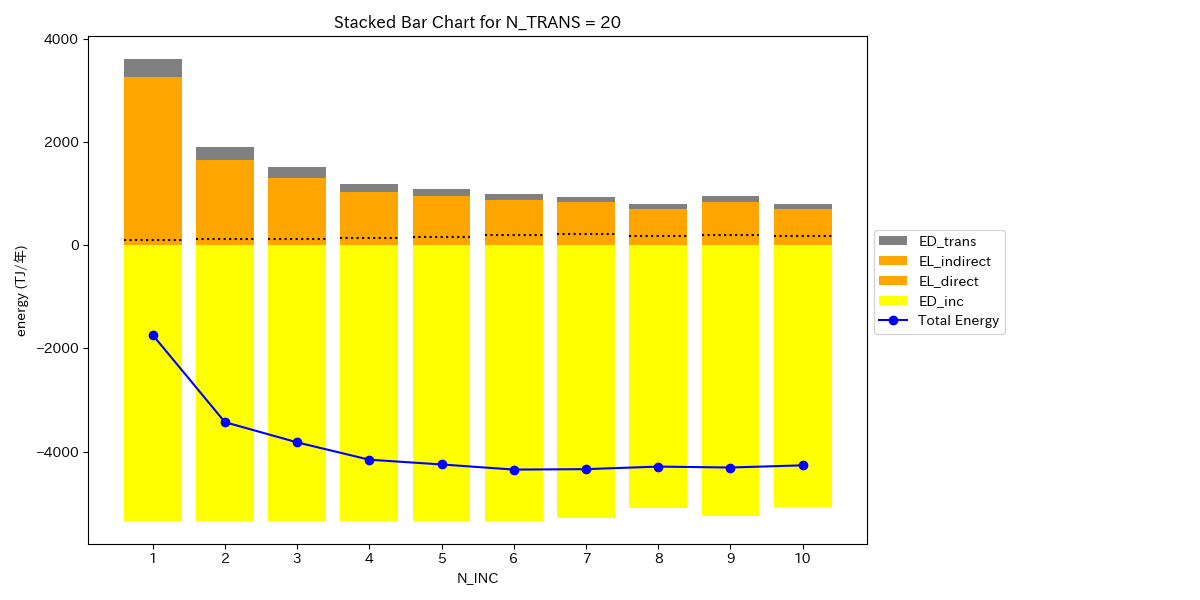 Stacked Bar Chart for N_TRANS = 20
4000
2000
0
−2000
−4000
energy (TJ/年)
1 2 3 4 5 6 7 8 9 10
N_INC
ED_trans
EL_indirect
EL_direct
ED_inc
Total Energy